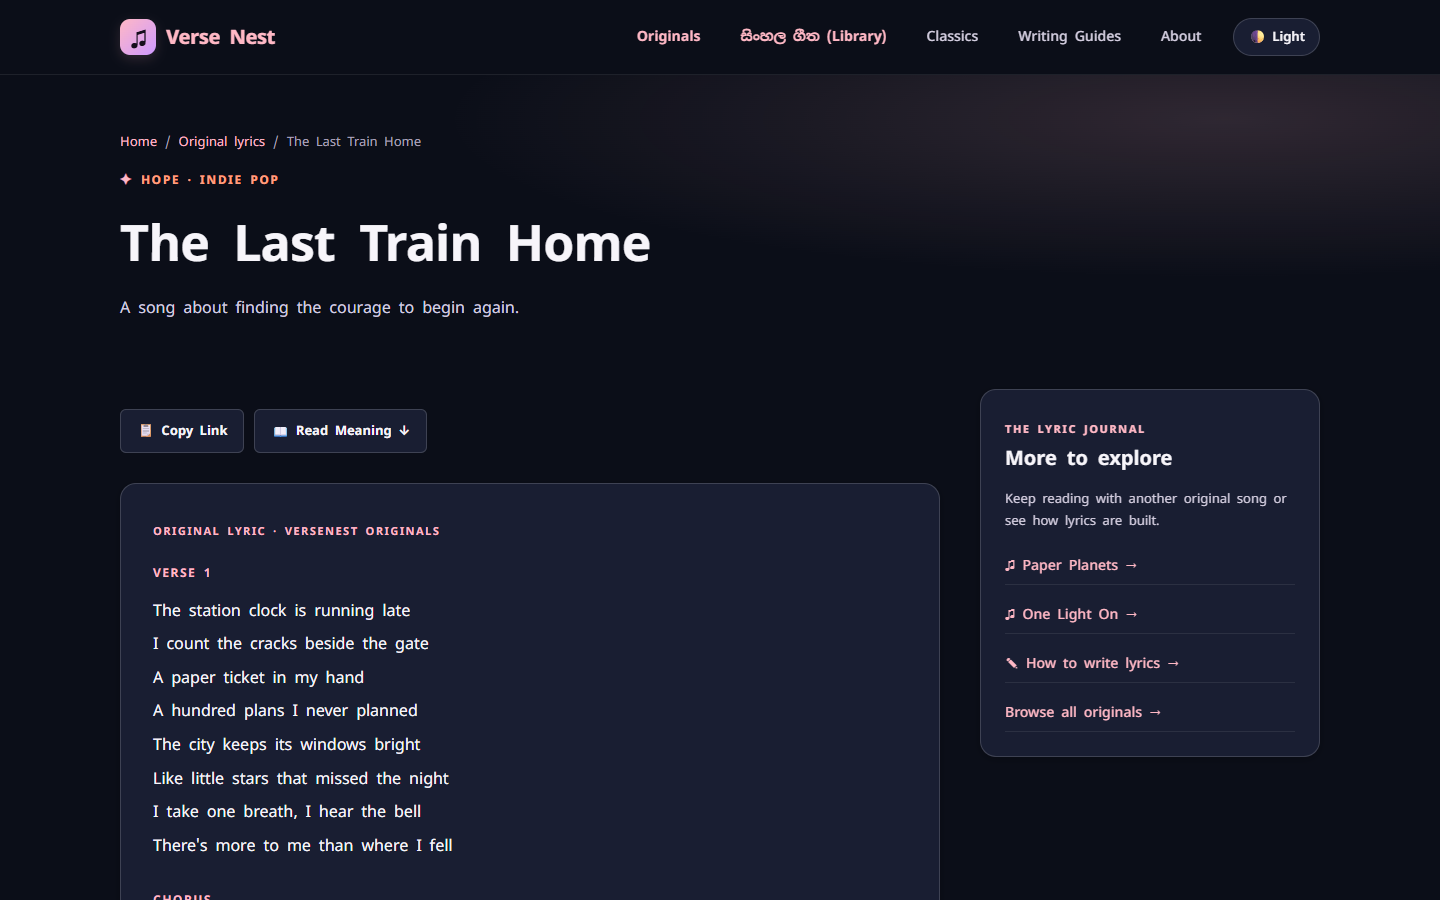 Verse Nest
Originals
සිංහල ගීත (Library)
Classics
Writing Guides
About
Light
Home / Original lyrics / The Last Train Home
HOPE · INDIE POP
The Last Train Home
A song about finding the courage to begin again.
Copy Link
Read Meaning ↓
ORIGINAL LYRIC · VERSENEST ORIGINALS
VERSE 1
The station clock is running late
I count the cracks beside the gate
A paper ticket in my hand
A hundred plans I never planned
The city keeps its windows bright
Like little stars that missed the night
I take one breath, I hear the bell
There's more to me than where I fell
CHORUS
THE LYRIC JOURNAL
More to explore
Keep reading with another original song or
see how lyrics are built.
♫ Paper Planets →
♫ One Light On →
✎ How to write lyrics →
Browse all originals →